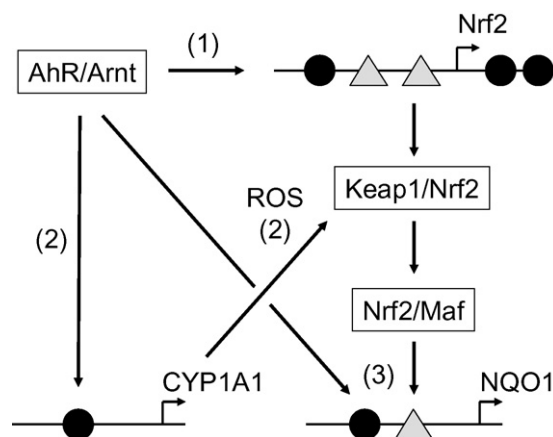 Nrf2
(1)
AhR/Arnt
Keap1/Nrf2
ROS
(2)
(2)
Nrf2/Maf
(3)
CYP1A1
NQO1